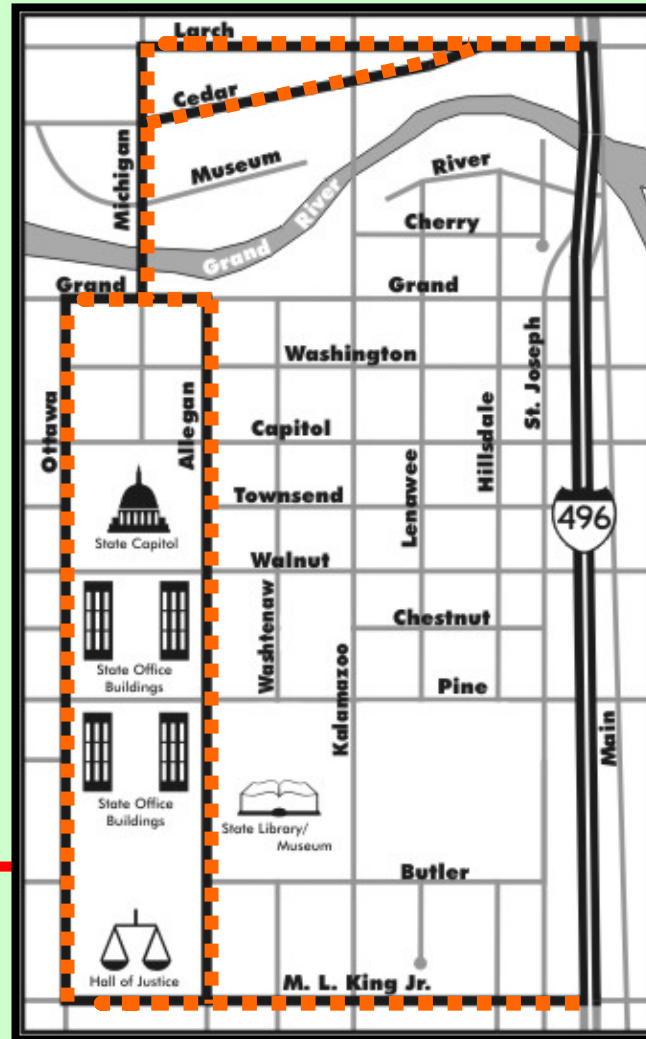 Larch
Cedar
Michigan
Museum
River
Grand River
Cherry
Grand
Grand
Washington
St. Joseph
Ottawa
Allegan
Capitol
Hillsdale
Lenawee
Townsend
496
State Capitol
Walnut
Washtenaw
Chestnut
State Office
Buildings
Kalamazoo
Pine
Main
State Office
Buildings
State Library/
Museum
Butler
Hall of Justice
M. L. King Jr.